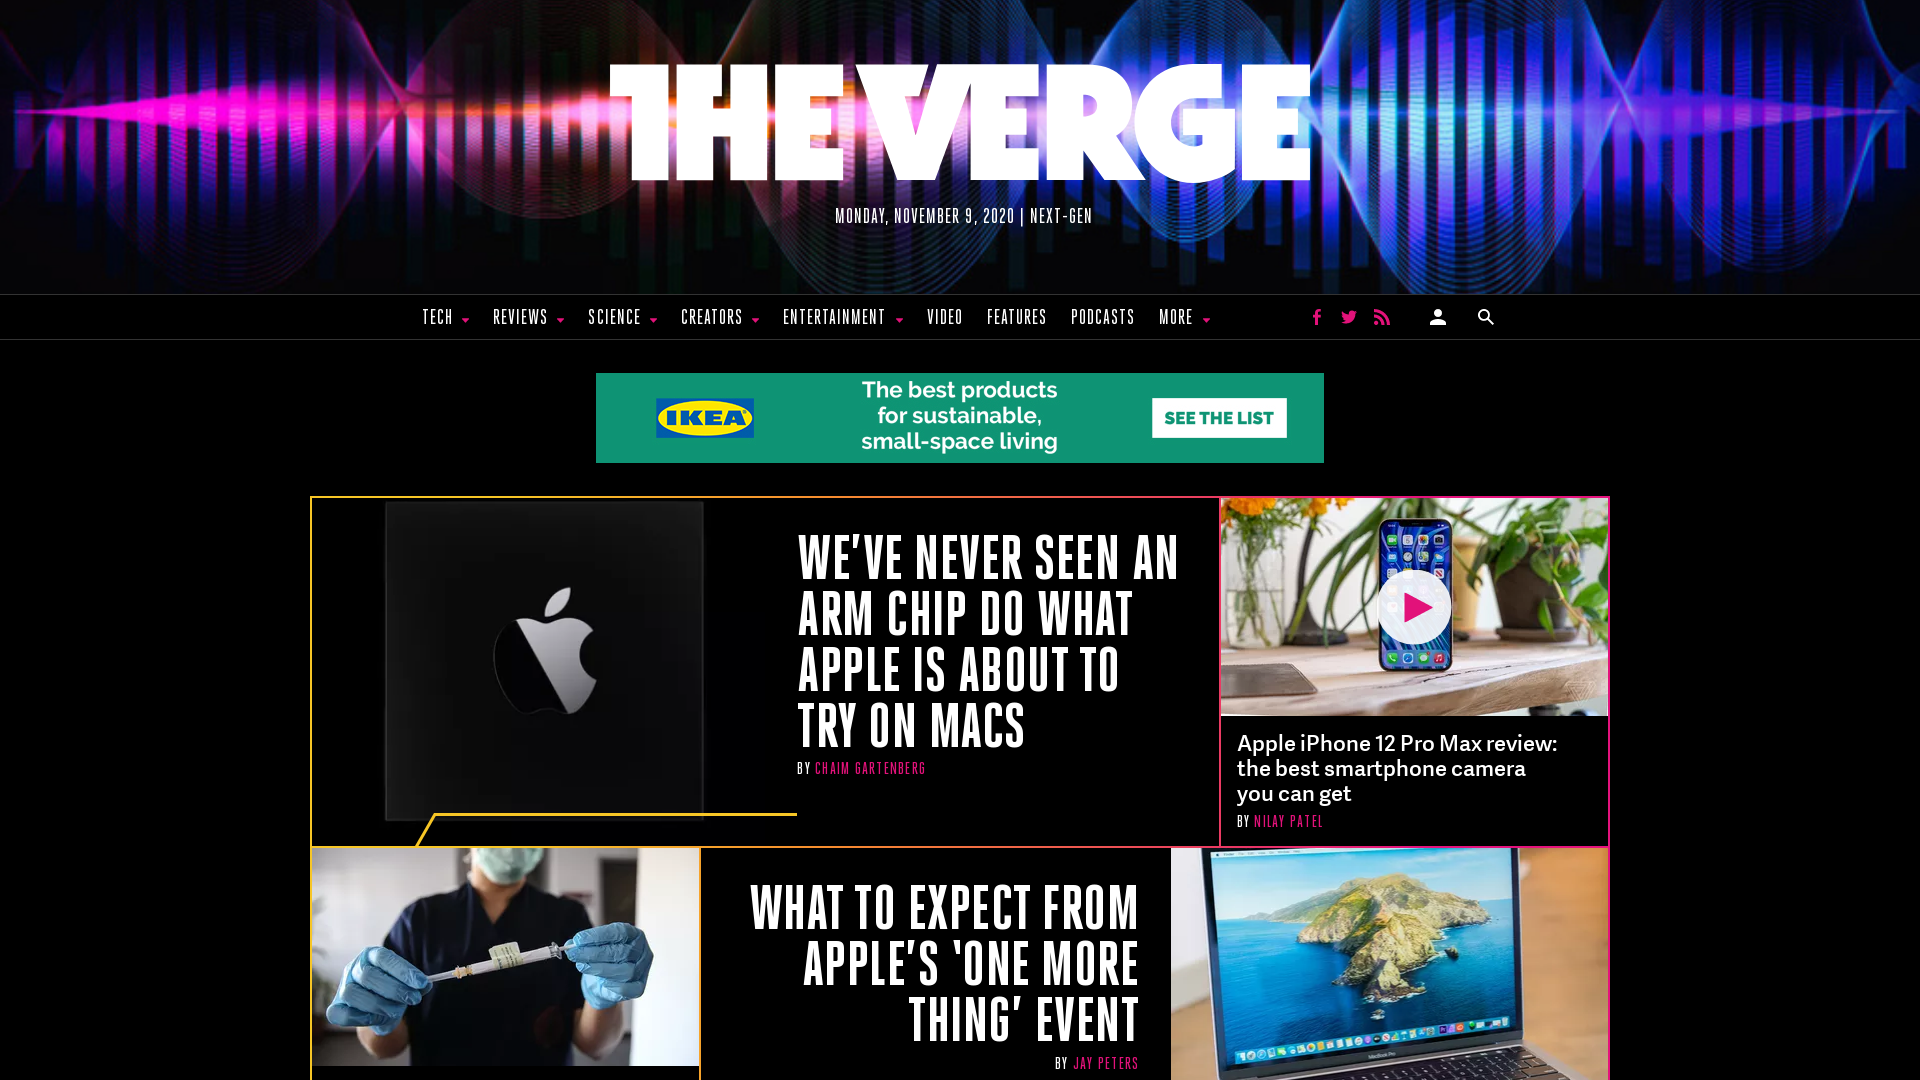 THE VERGE
MONDAY, NOVEMBER 9, 2020 | NEXT-GEN
TECH REVIEWS SCIENCE CREATORS ENTERTAINMENT VIDEO FEATURES PODCASTS MORE
IKEA
The best products
for sustainable,
small-space living
SEE THE LIST
WE'VE NEVER SEEN AN
ARM CHIP DO WHAT
APPLE IS ABOUT TO
TRY ON MACS
BY CHAIM GARTENBERG
Apple iPhone 12 Pro Max review:
the best smartphone camera
you can get
BY NILAY PATEL
WHAT TO EXPECT FROM
APPLE'S ‘ONE MORE
THING’ EVENT
BY JAY PETERS
MacBook Pro